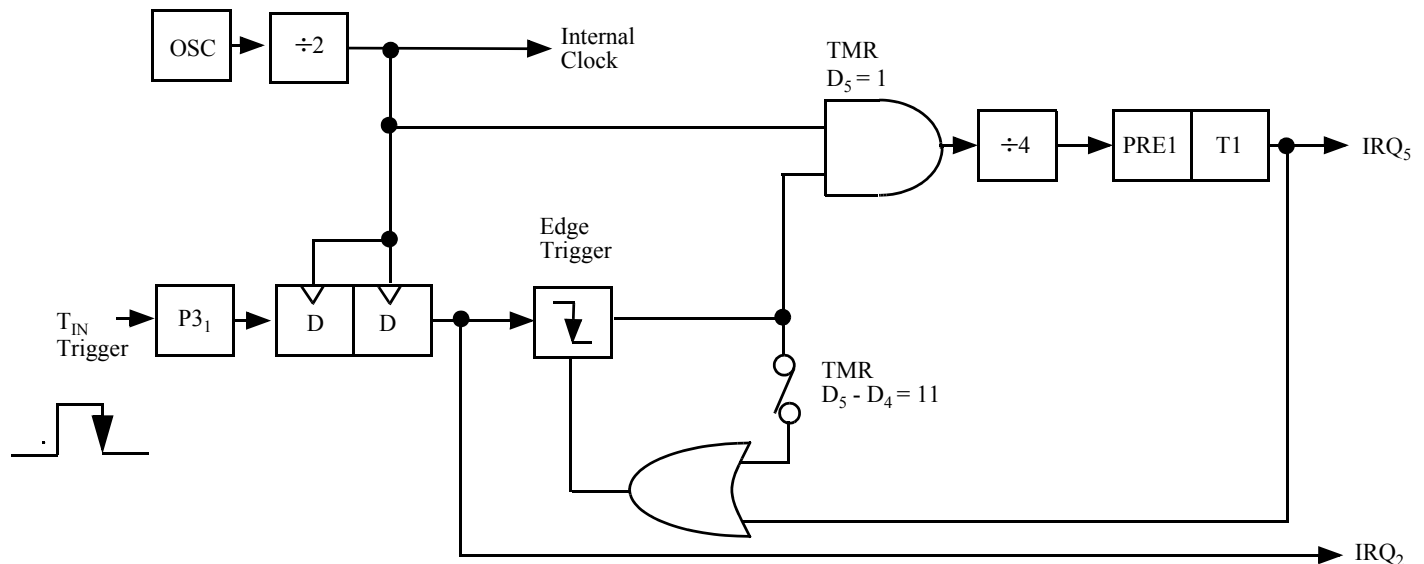 OSC
÷2
Internal
Clock
TMR
D₅ = 1
÷4
PRE1
T1
IRQ₅
Edge
Trigger
T_IN
Trigger
P3₁
D
D
TMR
D₅ - D₄ = 11
IRQ₂